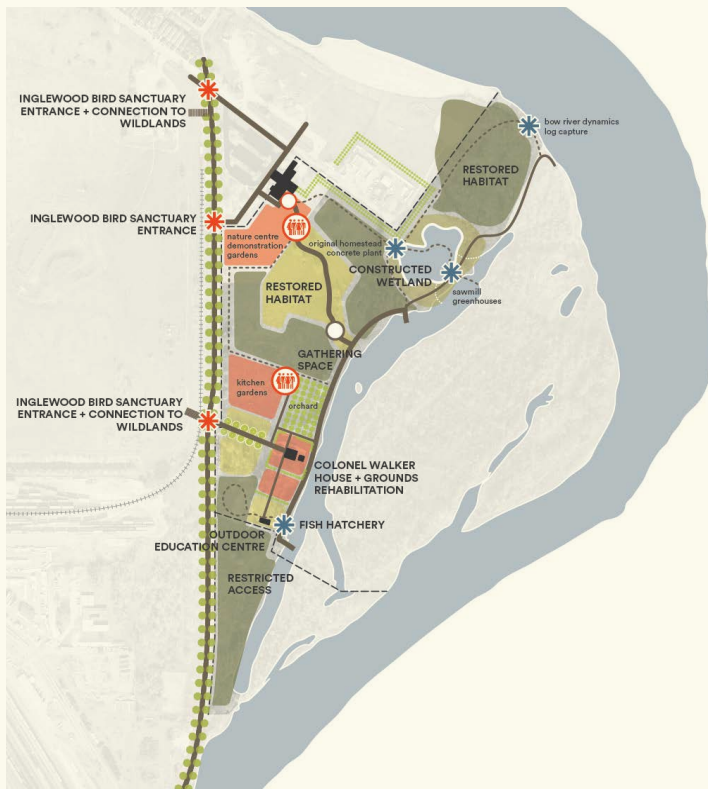 INGLEWOOD BIRD SANCTUARY
ENTRANCE + CONNECTION TO
WILDLANDS
bow river dynamics
log capture
RESTORED
HABITAT
INGLEWOOD BIRD SANCTUARY
ENTRANCE
nature centre
demonstration
gardens
original homestead
concrete plant
CONSTRUCTED
WETLAND
RESTORED
HABITAT
sawmill
greenhouses
GATHERING
SPACE
kitchen
gardens
orchard
INGLEWOOD BIRD SANCTUARY
ENTRANCE + CONNECTION TO
WILDLANDS
COLONEL WALKER
HOUSE + GROUNDS
REHABILITATION
FISH HATCHERY
OUTDOOR
EDUCATION CENTRE
RESTRICTED
ACCESS